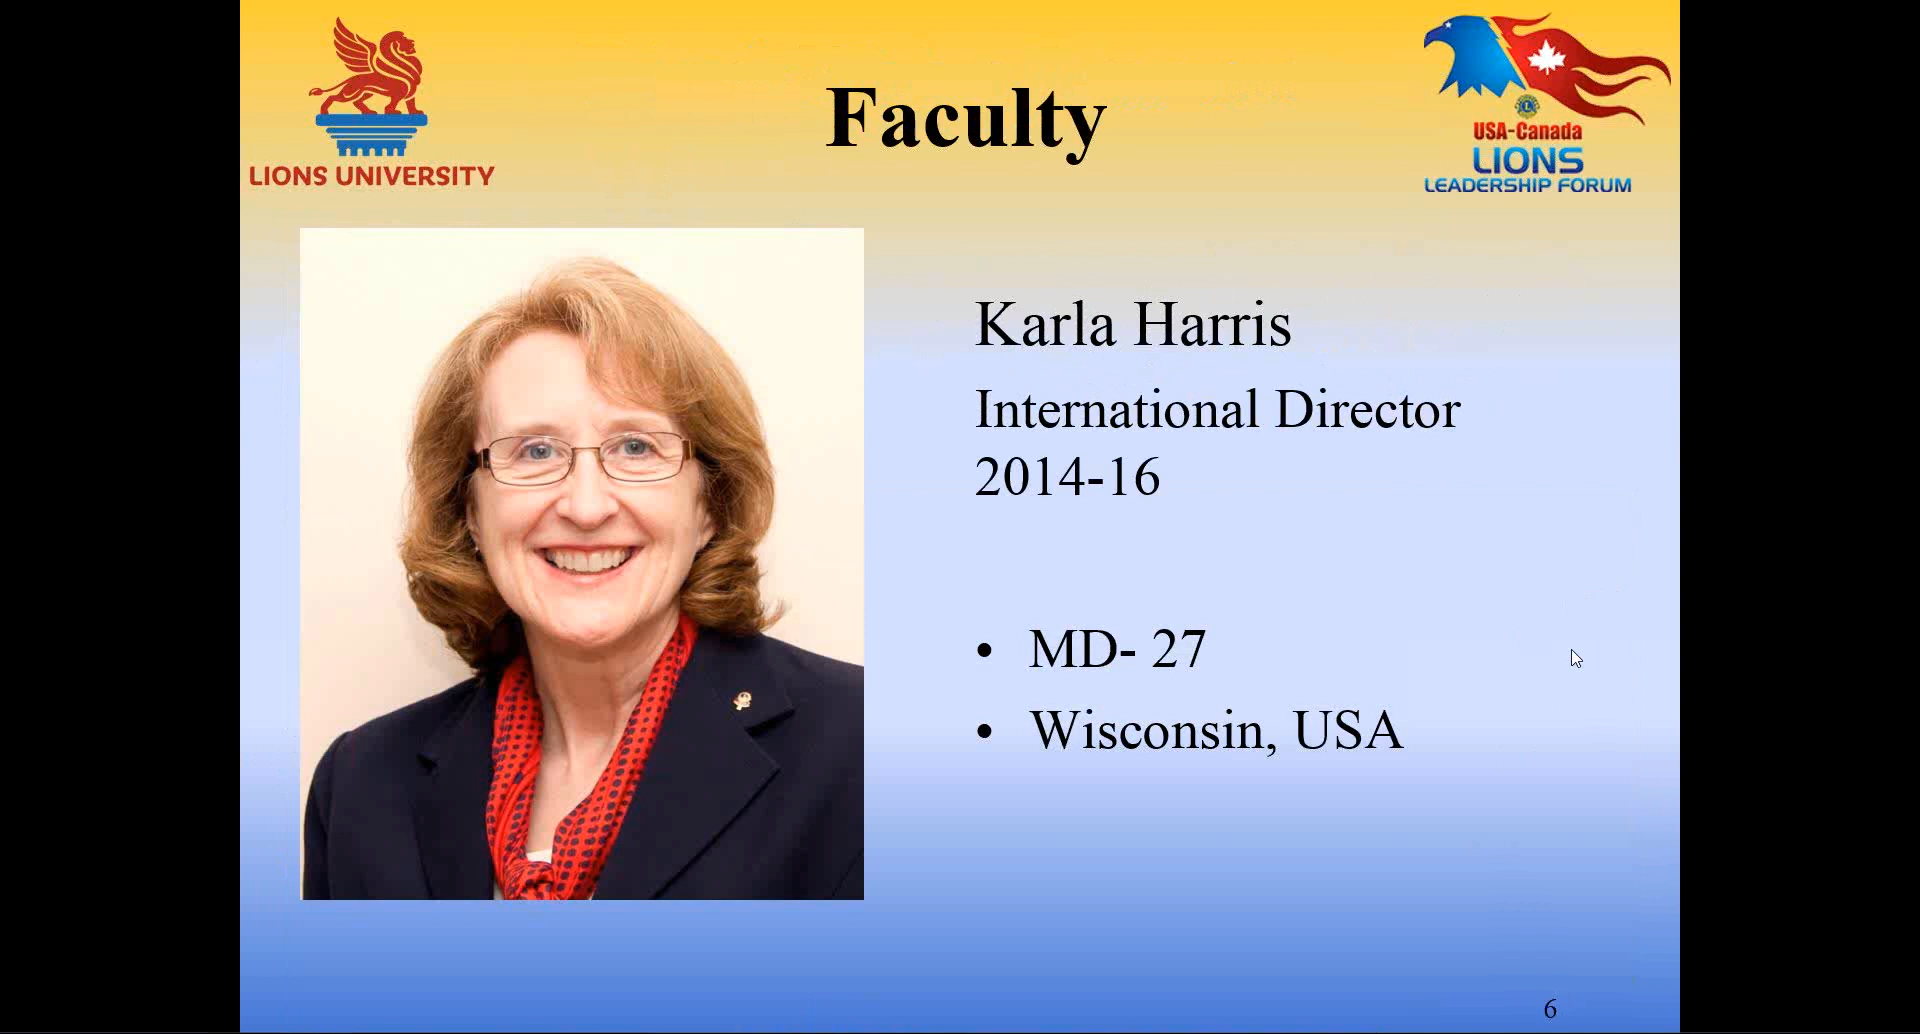 LIONS UNIVERSITY
Faculty
USA-Canada
LIONS
LEADERSHIP FORUM
Karla Harris
International Director
2014-16
• MD- 27
• Wisconsin, USA
6